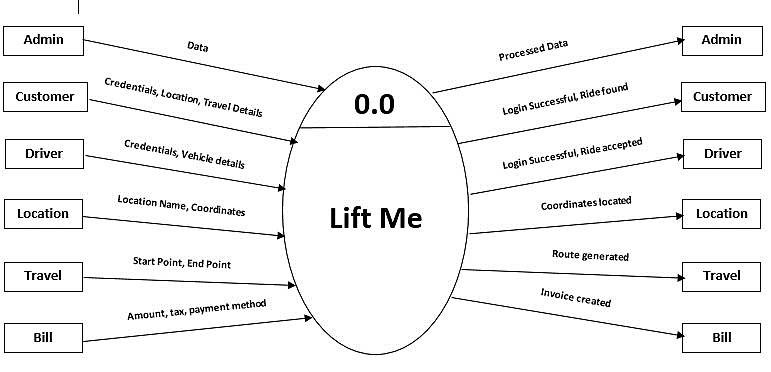 Admin
Data
Processed Data
Admin
Customer
Credentials, Location, Travel Details
0.0
Login Successful, Ride found
Customer
Driver
Credentials, Vehicle details
Login Successful, Ride accepted
Driver
Location
Location Name, Coordinates
Lift Me
Coordinates located
Location
Travel
Start Point, End Point
Route generated
Travel
Bill
Amount, tax, payment method
Invoice created
Bill